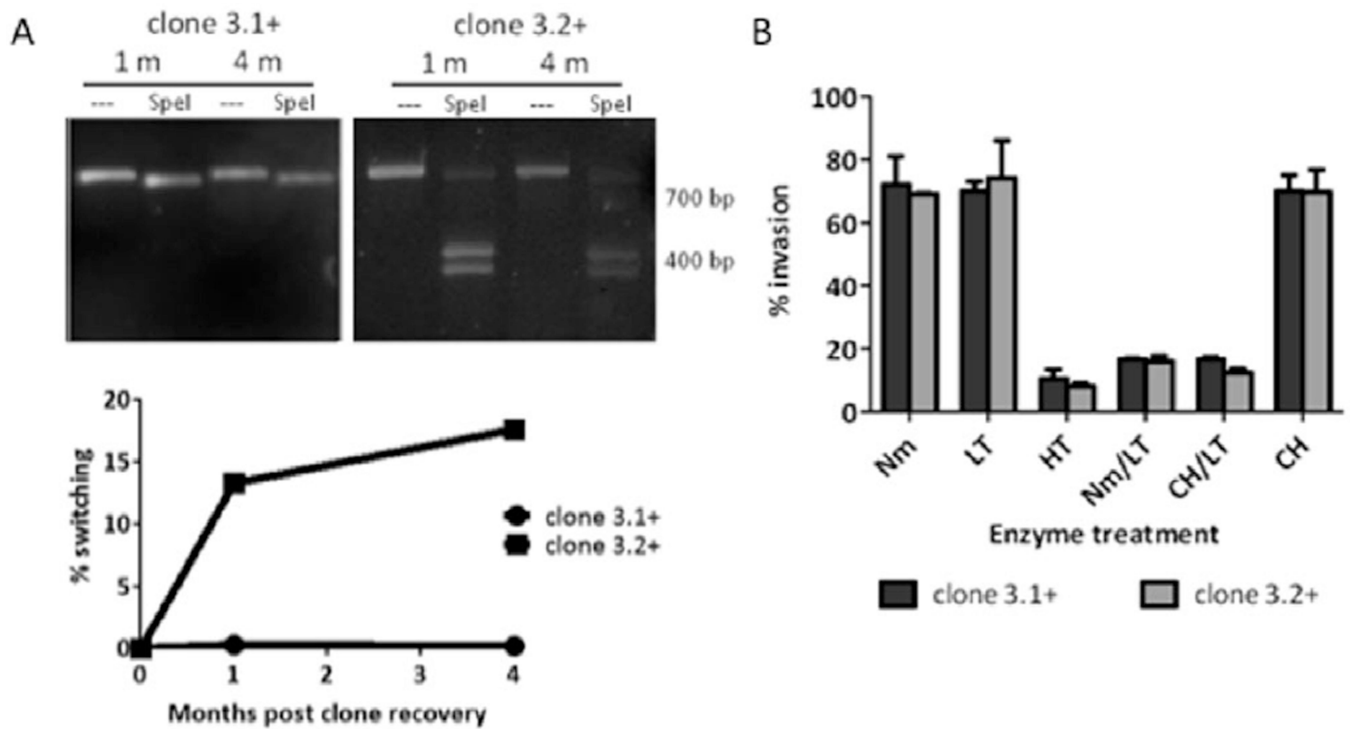 A
clone 3.1+
clone 3.2+
1 m 4 m
1 m 4 m
--- SpeI --- SpeI
--- SpeI --- SpeI
700 bp
400 bp
20
15
10
5
0
% switching
0 1 2 3 4
Months post clone recovery
clone 3.1+
clone 3.2+
B
100
80
60
40
20
0
% invasion
Nm LT HT Nm/LT CH/LT CH
Enzyme treatment
clone 3.1+ clone 3.2+